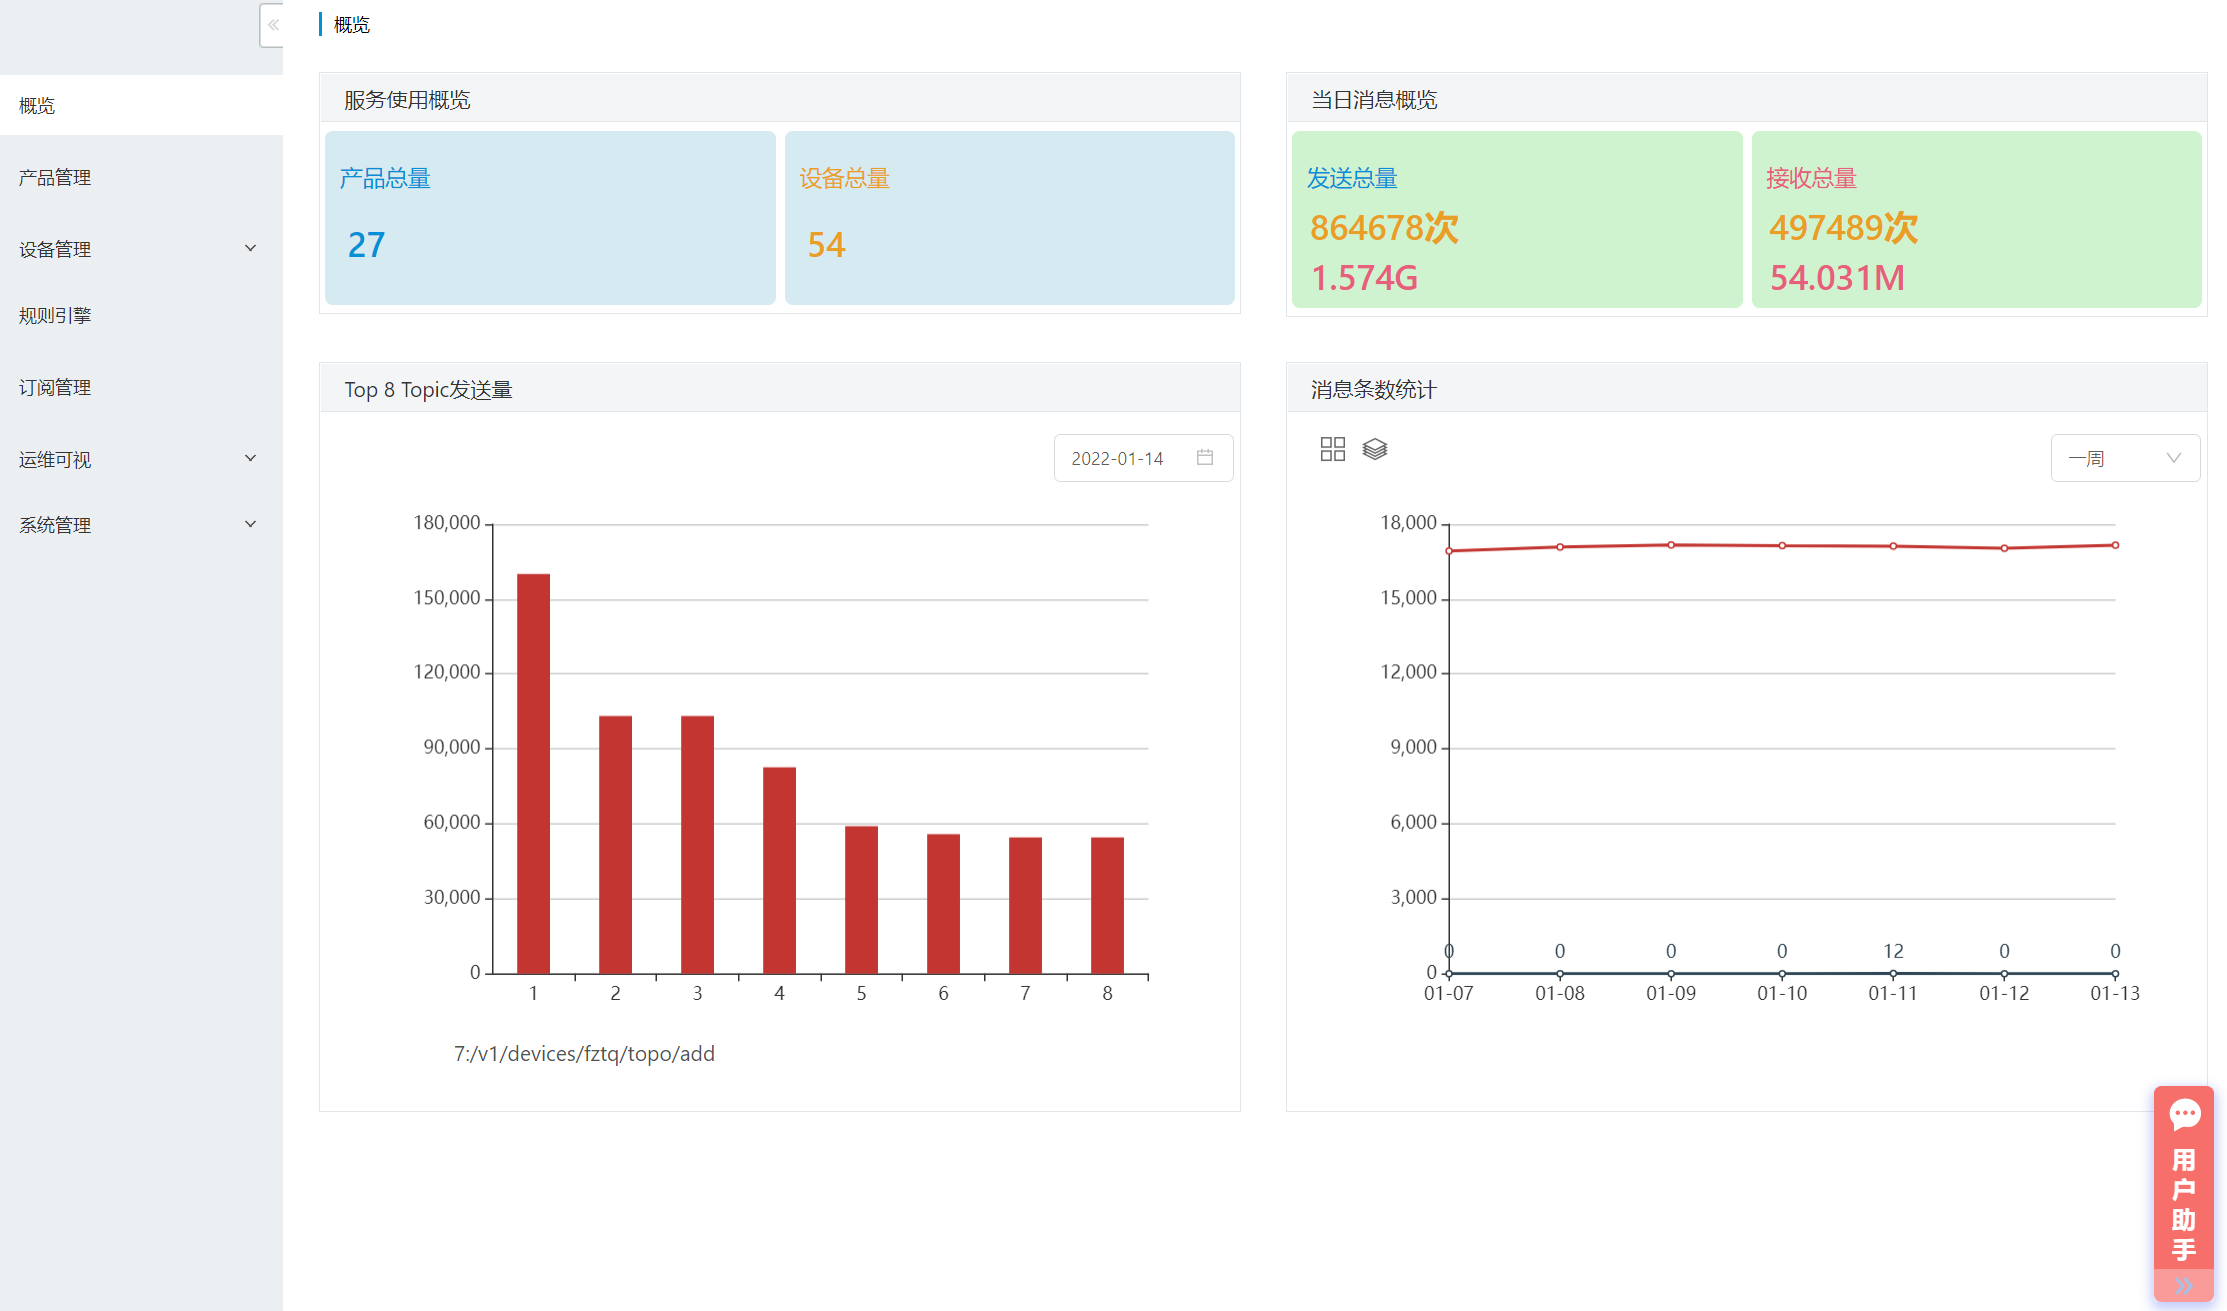 概览
产品管理
设备管理
规则引擎
订阅管理
运维可视
系统管理
概览
服务使用概览
产品总量
27
设备总量
54
当日消息概览
发送总量
864678次
1.574G
接收总量
497489次
54.031M
Top 8 Topic发送量
2022-01-14
180,000
150,000
120,000
90,000
60,000
30,000
0
1 2 3 4 5 6 7 8
7:/v1/devices/fztq/topo/add
消息条数统计
一周
18,000
15,000
12,000
9,000
6,000
3,000
0 0 0 0 12 0 0
0
01-07 01-08 01-09 01-10 01-11 01-12 01-13
用户助手